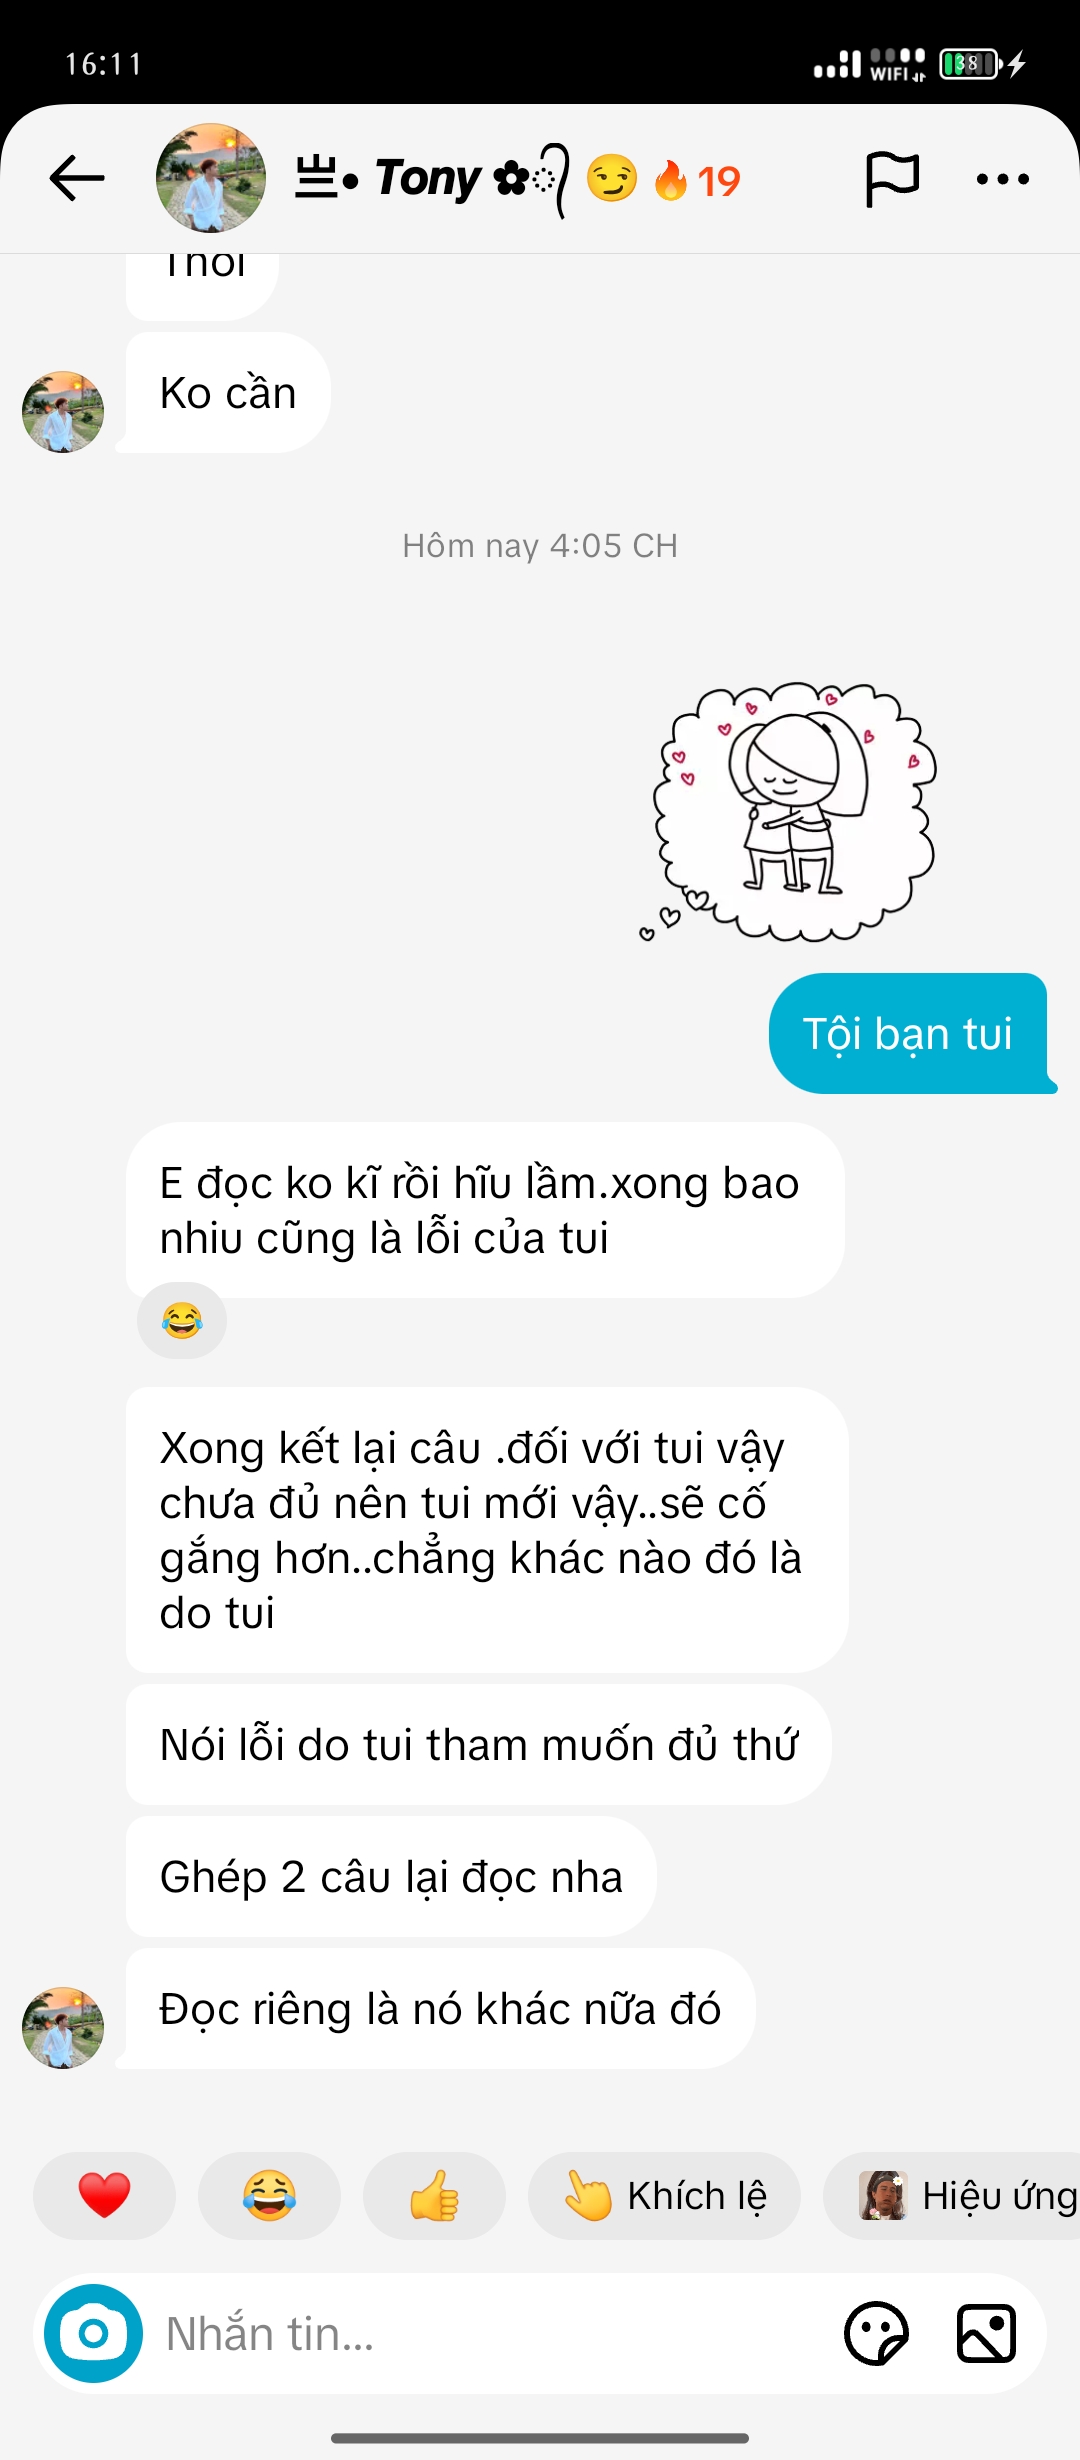 16:11
WIFI
38
亗• Tony ✿᭄ 😏 🔥 19
Thôi
Ko cần
Hôm nay 4:05 CH
Tội bạn tui
E đọc ko kĩ rồi hĩu lầm.xong bao
nhiu cũng là lỗi của tui
😂
Xong kết lại câu .đối với tui vậy
chưa đủ nên tui mới vậy..sẽ cố
gắng hơn..chẳng khác nào đó là
do tui
Nói lỗi do tui tham muốn đủ thứ
Ghép 2 câu lại đọc nha
Đọc riêng là nó khác nữa đó
❤️ 😂 👍 👆 Khích lệ Hiệu ứng
Nhắn tin...